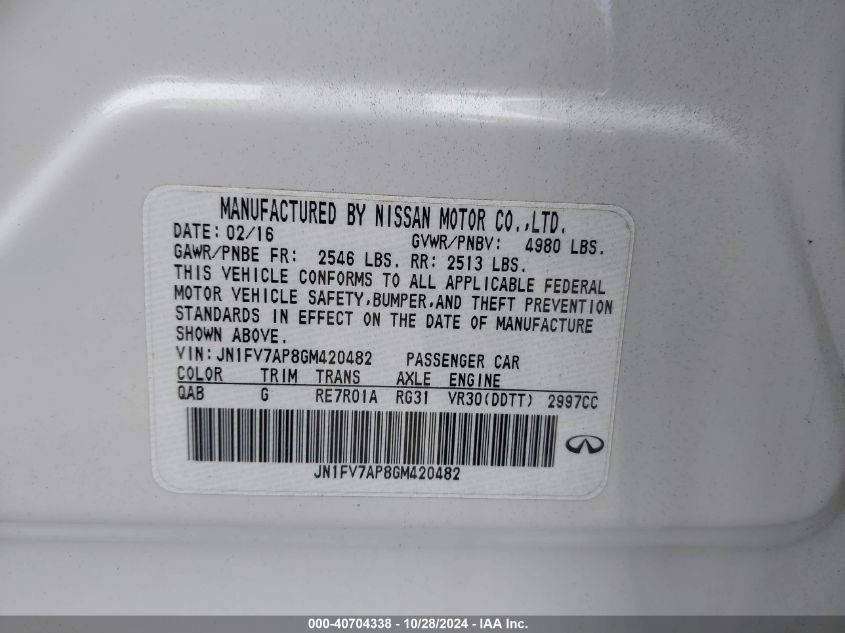 MANUFACTURED BY NISSAN MOTOR CO.,LTD.
DATE: 02/16 GVWR/PNBV: 4980 LBS.
GAWR/PNBE FR: 2546 LBS. RR: 2513 LBS.
THIS VEHICLE CONFORMS TO ALL APPLICABLE FEDERAL
MOTOR VEHICLE SAFETY,BUMPER,AND THEFT PREVENTION
STANDARDS IN EFFECT ON THE DATE OF MANUFACTURE
SHOWN ABOVE.
VIN:JN1FV7AP8GM420482 PASSENGER CAR
COLOR TRIM TRANS AXLE ENGINE
QAB G RE7R01A RG31 VR30(DDTT) 2997CC
JN1FV7AP8GM420482
000-40704338 - 10/28/2024 - IAA Inc.